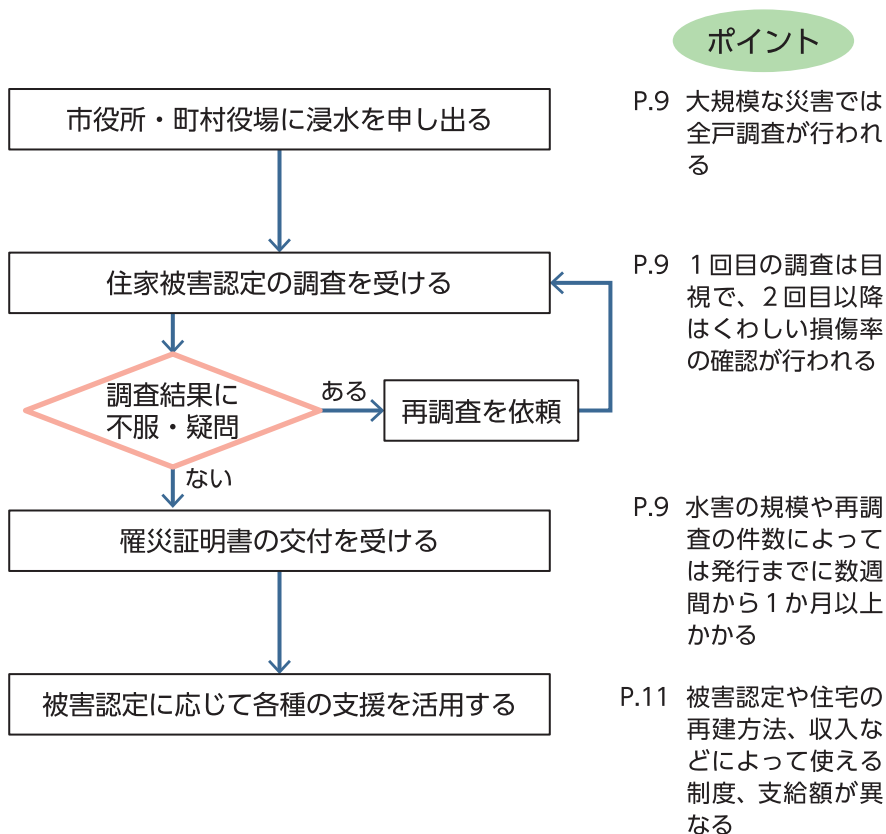 ポイント
市役所・町村役場に浸水を申し出る
P.9 大規模な災害では
全戸調査が行われ
る
住家被害認定の調査を受ける
P.9 1回目の調査は目
視で、2回目以降
はくわしい損傷率
の確認が行われる
調査結果に
不服・疑問
ある
再調査を依頼
ない
罹災証明書の交付を受ける
P.9 水害の規模や再調
査の件数によって
は発行までに数週
間から1か月以上
かかる
被害認定に応じて各種の支援を活用する
P.11 被害認定や住宅の
再建方法、収入な
どによって使える
制度、支給額が異
なる